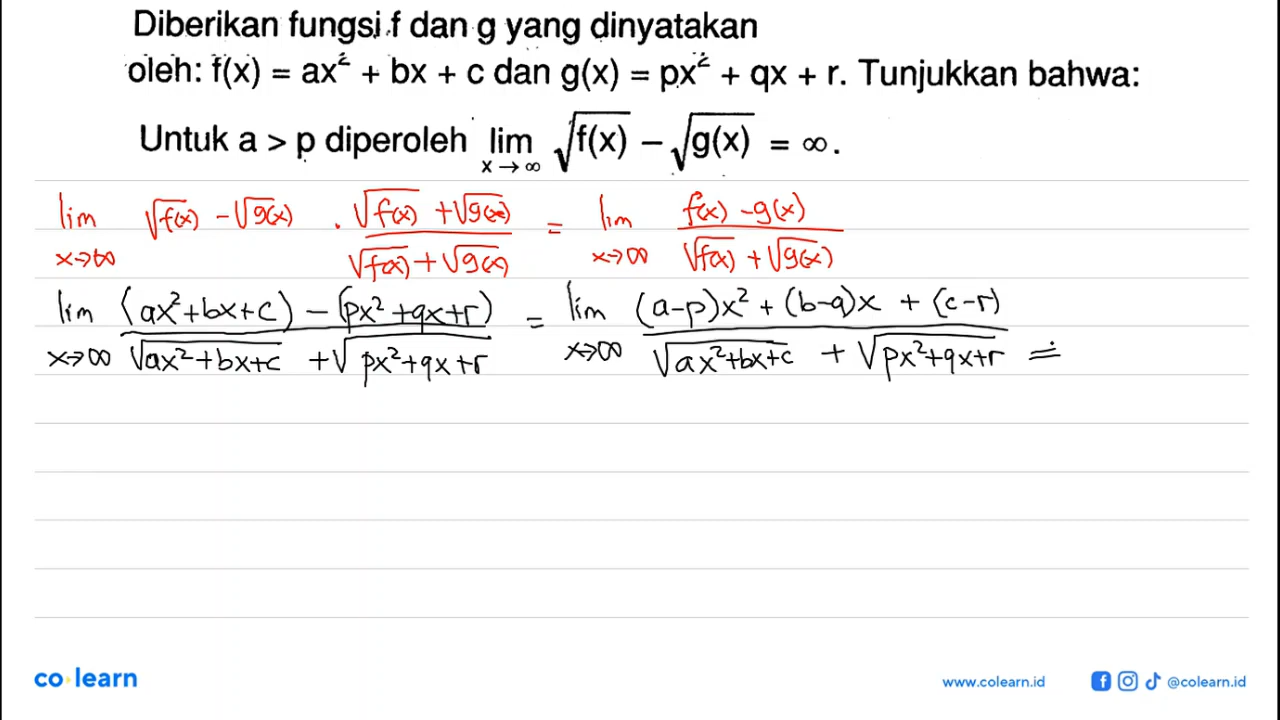 Diberikan fungsi f dan g yang dinyatakan
oleh: f(x) = ax² + bx + c dan g(x) = px² + qx + r. Tunjukkan bahwa:
Untuk a > p diperoleh lim x→∞ √f(x) − √g(x) = ∞.
lim x→∞ √f(x) − √g(x) · (√f(x) + √g(x))/(√f(x) + √g(x)) = lim x→∞ (f(x) − g(x))/(√f(x) + √g(x))
lim x→∞ ((ax²+bx+c) − (px²+qx+r))/(√(ax²+bx+c) + √(px²+qx+r)) = lim x→∞ ((a−p)x² + (b−q)x + (c−r))/(√(ax²+bx+c) + √(px²+qx+r)) =
co learn
www.colearn.id
@colearn.id